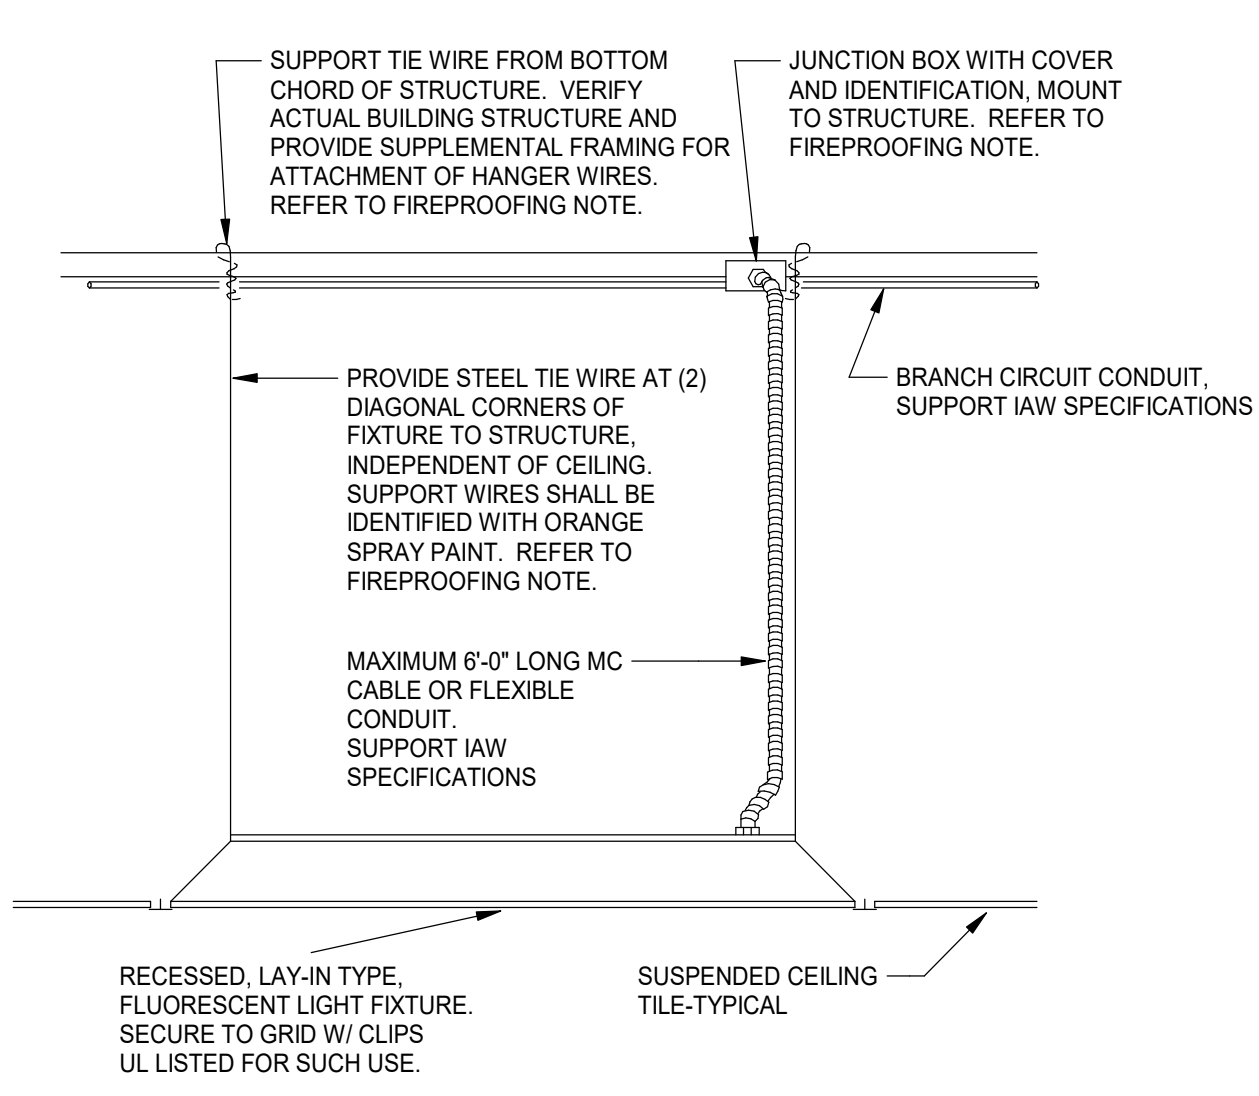 SUPPORT TIE WIRE FROM BOTTOM
CHORD OF STRUCTURE. VERIFY
ACTUAL BUILDING STRUCTURE AND
PROVIDE SUPPLEMENTAL FRAMING FOR
ATTACHMENT OF HANGER WIRES.
REFER TO FIREPROOFING NOTE.
JUNCTION BOX WITH COVER
AND IDENTIFICATION, MOUNT
TO STRUCTURE. REFER TO
FIREPROOFING NOTE.
PROVIDE STEEL TIE WIRE AT (2)
DIAGONAL CORNERS OF
FIXTURE TO STRUCTURE,
INDEPENDENT OF CEILING.
SUPPORT WIRES SHALL BE
IDENTIFIED WITH ORANGE
SPRAY PAINT. REFER TO
FIREPROOFING NOTE.
BRANCH CIRCUIT CONDUIT,
SUPPORT IAW SPECIFICATIONS
MAXIMUM 6'-0" LONG MC
CABLE OR FLEXIBLE
CONDUIT.
SUPPORT IAW
SPECIFICATIONS
RECESSED, LAY-IN TYPE,
FLUORESCENT LIGHT FIXTURE.
SECURE TO GRID W/ CLIPS
UL LISTED FOR SUCH USE.
SUSPENDED CEILING
TILE-TYPICAL